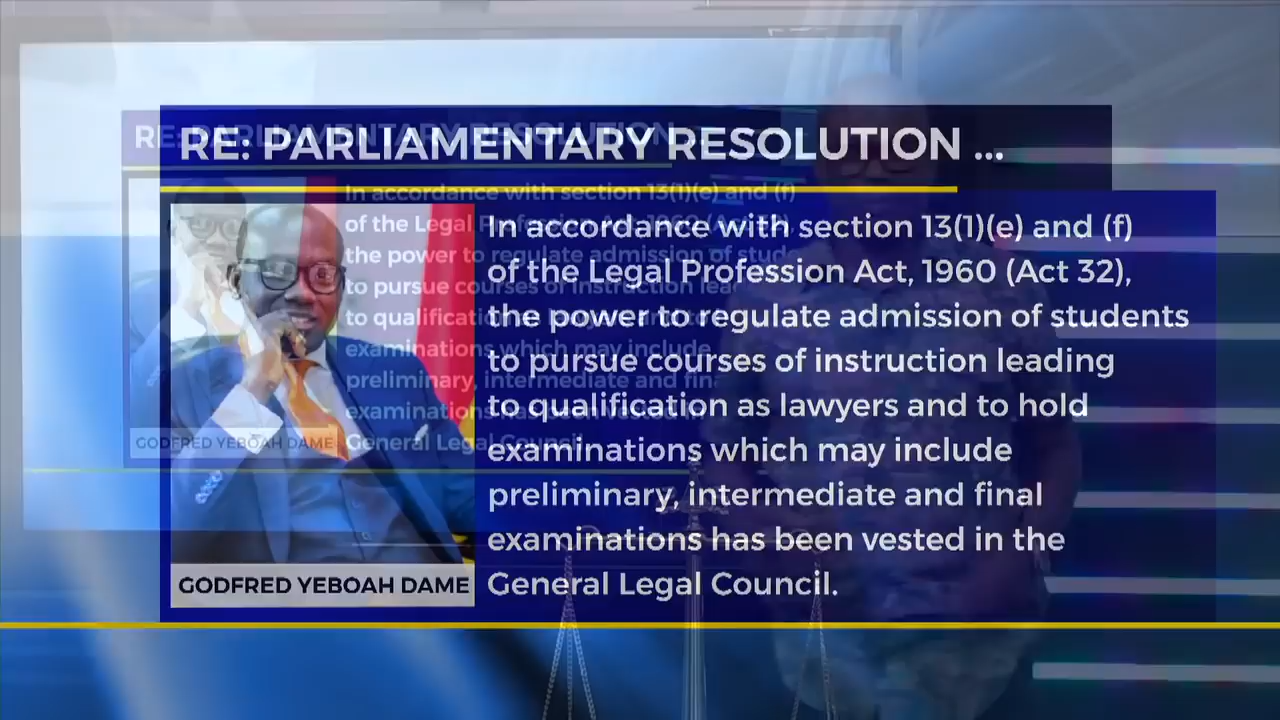 RE: PARLIAMENTARY RESOLUTION ...
In accordance with section 13(1)(e) and (f)
of the Legal Profession Act, 1960 (Act 32),
the power to regulate admission of students
to pursue courses of instruction leading
to qualification as lawyers and to hold
examinations which may include
preliminary, intermediate and final
examinations has been vested in the
General Legal Council.
GODFRED YEBOAH DAME